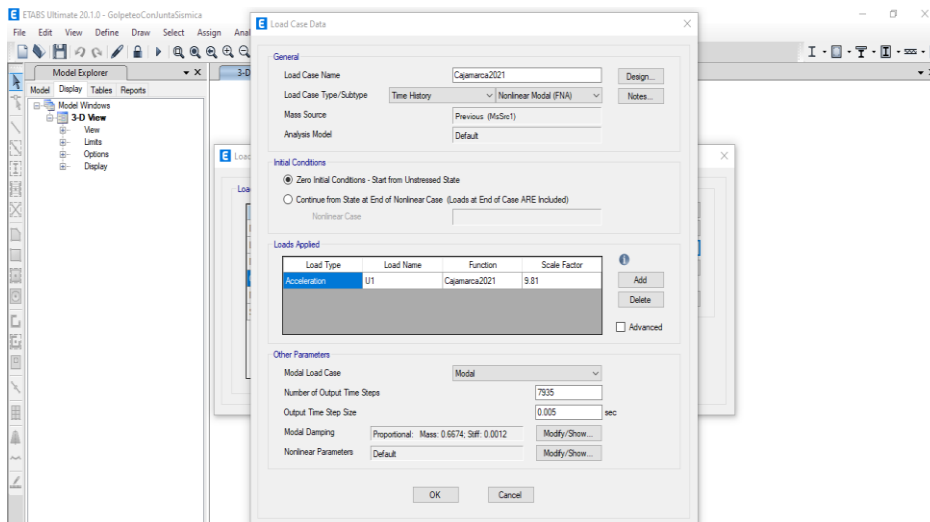 ETABS Ultimate 20.1.0 - GolpeteoConJuntaSismica
File Edit View Define Draw Select Assign Anal
Model Explorer
Model Display Tables Reports
Model Windows
3-D View
View
Limits
Options
Display
3-D
Load
Loa
Load Case Data
General
Load Case Name Cajamarca2021 Design...
Load Case Type/Subtype Time History Nonlinear Modal (FNA) Notes...
Mass Source Previous (MsSrc1)
Analysis Model Default
Initial Conditions
Zero Initial Conditions - Start from Unstressed State
Continue from State at End of Nonlinear Case (Loads at End of Case ARE Included)
Nonlinear Case
Loads Applied
Load Type Load Name Function Scale Factor
Acceleration U1 Cajamarca2021 9.81
Add
Delete
Advanced
Other Parameters
Modal Load Case Modal
Number of Output Time Steps 7935
Output Time Step Size 0.005 sec
Modal Damping Proportional: Mass: 0.6674; Stiff: 0.0012 Modify/Show...
Nonlinear Parameters Default Modify/Show...
OK Cancel